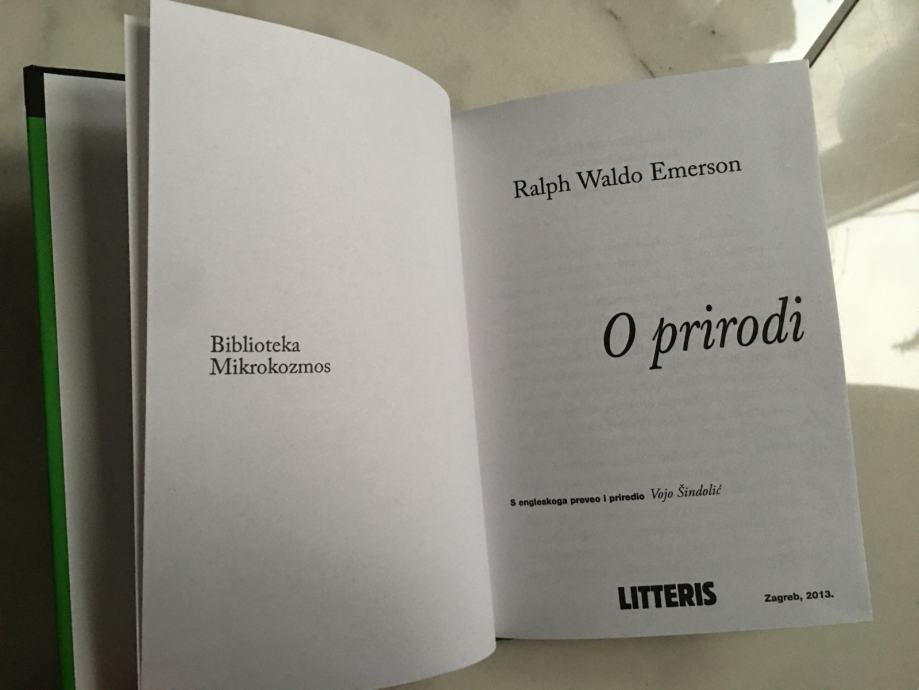 Biblioteka
Mikrokozmos
Ralph Waldo Emerson
O prirodi
S engleskoga preveo i priredio Vojo Šindolić
LITTERIS
Zagreb, 2013.